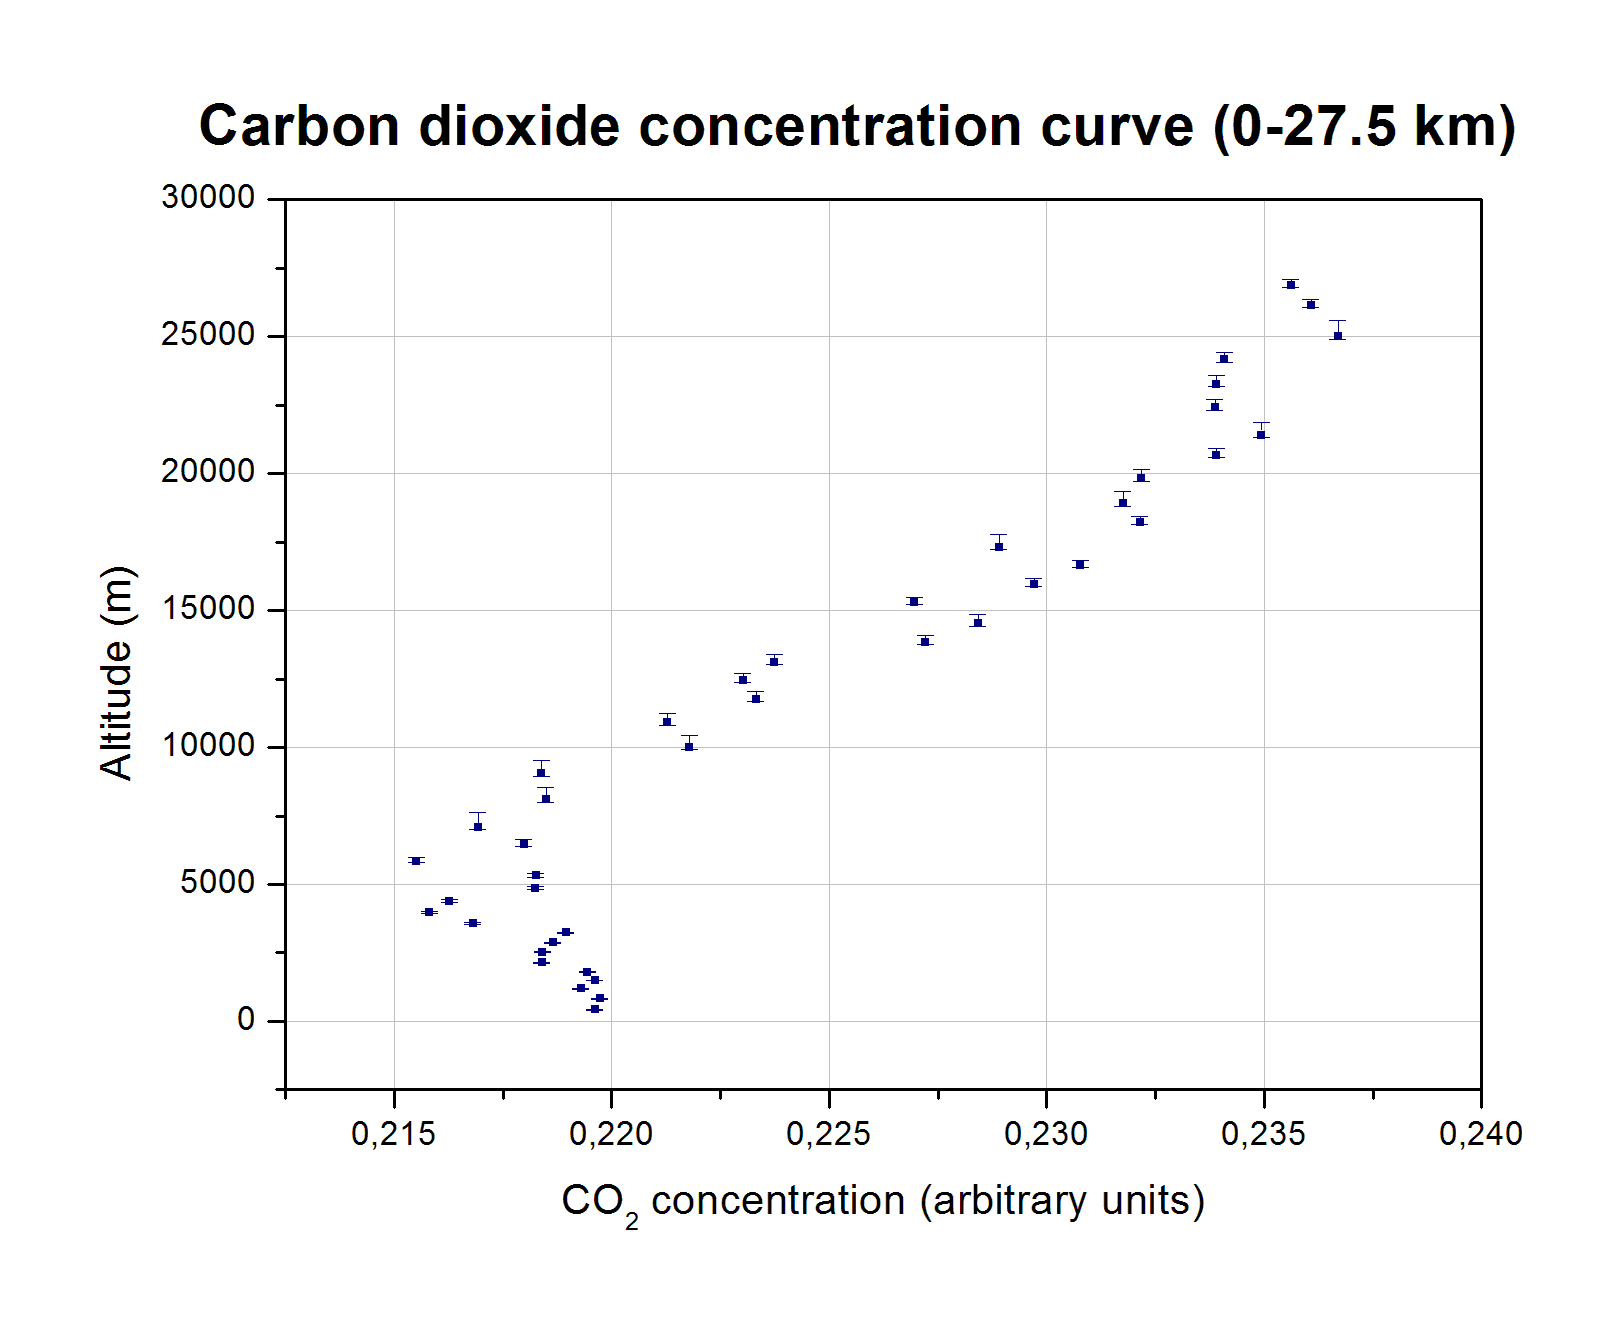 Carbon dioxide concentration curve (0-27.5 km)
30000
25000
20000
15000
10000
5000
0
Altitude (m)
0,215 0,220 0,225 0,230 0,235 0,240
CO2 concentration (arbitrary units)